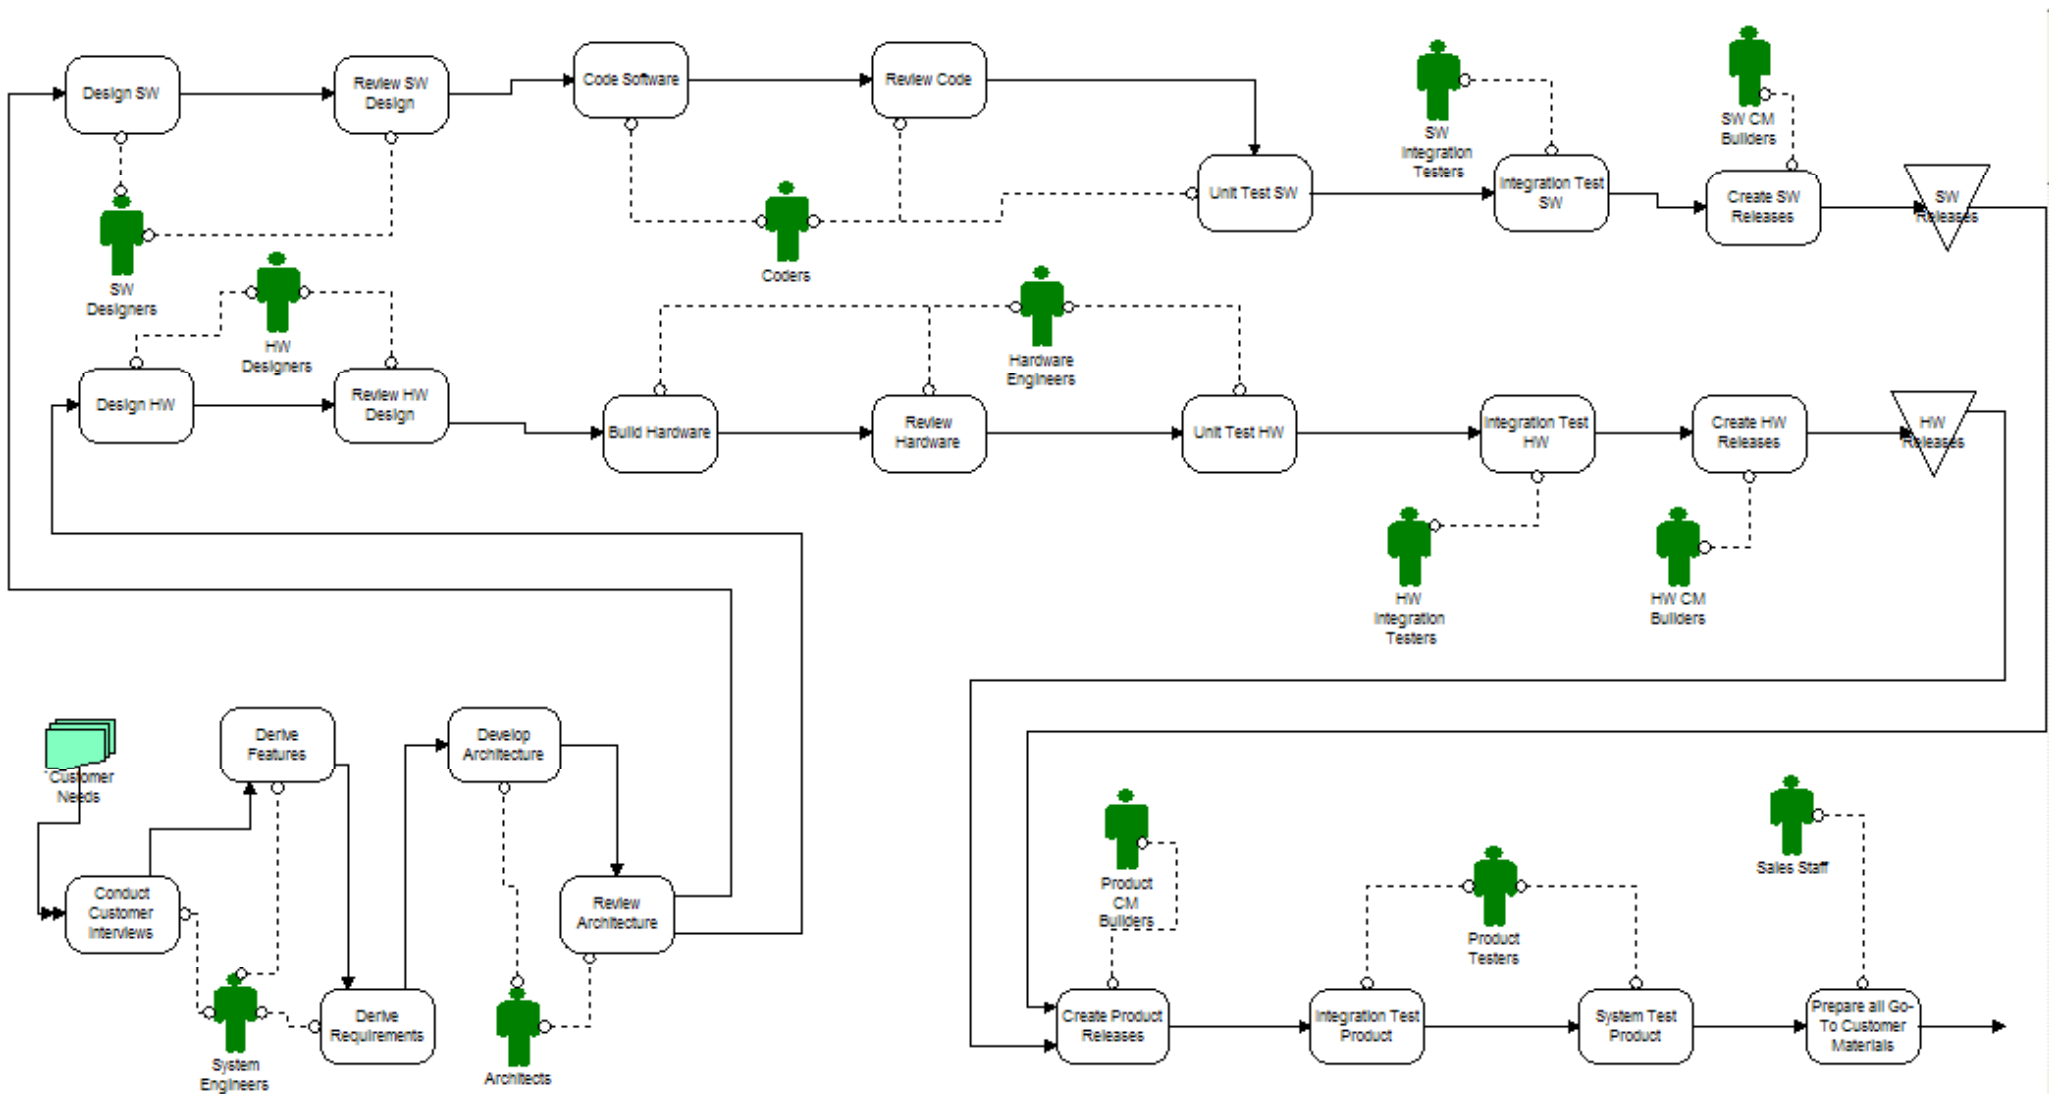 Design SW
Review SW
Design
Code Software
Review Code
SW
Integration
Testers
SW CM
Builders
Unit Test SW
Integration Test
SW
Create SW
Releases
SW
Releases
SW
Designers
Coders
HW
Designers
Hardware
Engineers
Design HW
Review HW
Design
Build Hardware
Review
Hardware
Unit Test HW
Integration Test
HW
Create HW
Releases
HW
Releases
HW
Integration
Testers
HW CM
Builders
Customer
Needs
Derive
Features
Develop
Architecture
Conduct
Customer
Interviews
Review
Architecture
Derive
Requirements
System
Engineers
Architects
Product
CM
Builders
Product
Testers
Sales Staff
Create Product
Releases
Integration Test
Product
System Test
Product
Prepare all Go-
To Customer
Materials